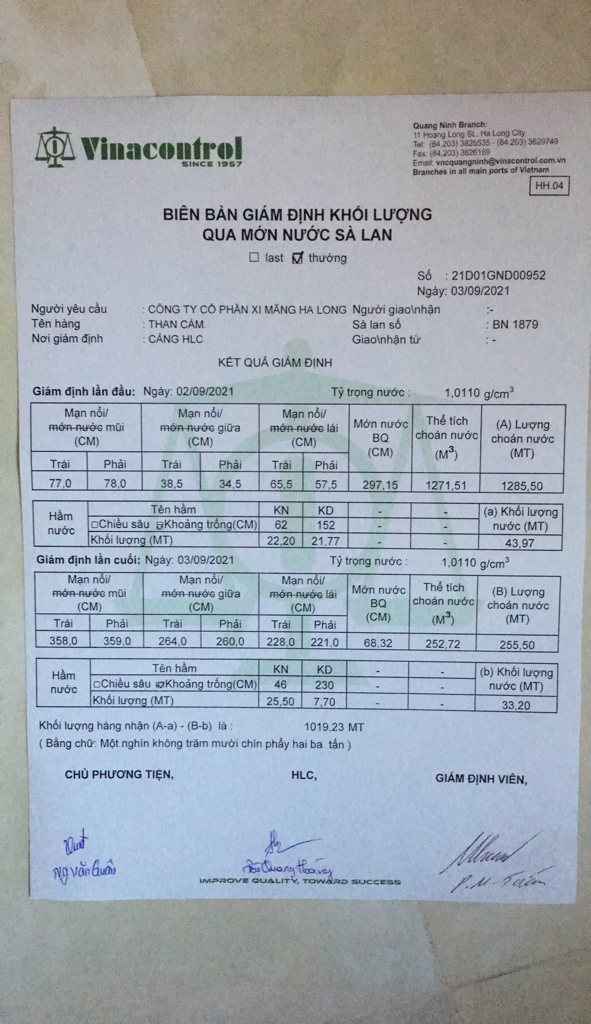 Vinacontrol
SINCE 1957
Quang Ninh Branch:
11 Hoang Long St., Ha Long City
Tel: (84.203) 3825535 - (84.203) 3629749
Fax: (84.203) 3826169
Email: vncquangninh@vinacontrol.com.vn
Branches in all main ports of Vietnam
HH.04
BIÊN BẢN GIÁM ĐỊNH KHỐI LƯỢNG
QUA MỚN NƯỚC SÀ LAN
☐ last ☑ thường
Số : 21D01GND00952
Ngày: 03/09/2021
Người yêu cầu : CÔNG TY CỔ PHẦN XI MĂNG HẠ LONG Người giao\nhận :-
Tên hàng : THAN CÁM. Sà lan số : BN 1879
Nơi giám định : CẢNG HLC Giao\nhận từ : -
KẾT QUẢ GIÁM ĐỊNH
Giám định lần đầu: Ngày: 02/09/2021 Tỷ trọng nước : 1,0110 g/cm³
Mạn nổi/ Mạn nổi/ Mạn nổi/ Mớn nước Thể tích (A) Lượng
mớn nước mũi mớn nước giữa mớn nước lái BQ choán nước choán nước
(CM) (CM) (CM) (CM) (M³) (MT)
Trái Phải Trái Phải Trái Phải
77,0 78,0 38,5 34,5 65,5 57,5 297,15 1271,51 1285,50
Hầm nước Tên hầm KN KD - - (a) Khối lượng nước (MT)
☐Chiều sâu ☑Khoảng trống(CM) 62 152 - -
Khối lượng (MT) 22,20 21,77 - - 43,97
Giám định lần cuối: Ngày: 03/09/2021 Tỷ trọng nước : 1,0110 g/cm³
Mạn nổi/ Mạn nổi/ Mạn nổi/ Mớn nước Thể tích (B) Lượng
mớn nước mũi mớn nước giữa mớn nước lái BQ choán nước choán nước
(CM) (CM) (CM) (CM) (M³) (MT)
Trái Phải Trái Phải Trái Phải
358,0 359,0 264,0 260,0 228,0 221,0 68,32 252,72 255,50
Hầm nước Tên hầm KN KD - - (b) Khối lượng nước (MT)
☐Chiều sâu ☑Khoảng trống(CM) 46 230 - -
Khối lượng (MT) 25,50 7,70 - - 33,20
Khối lượng hàng nhận (A-a) - (B-b) là : 1019,23 MT
( Bằng chữ: Một nghìn không trăm mười chín phẩy hai ba tấn )
CHỦ PHƯƠNG TIỆN, HLC, GIÁM ĐỊNH VIÊN,
Ng văn Quân Quang Hoàng
IMPROVE QUALITY, TOWARD SUCCESS